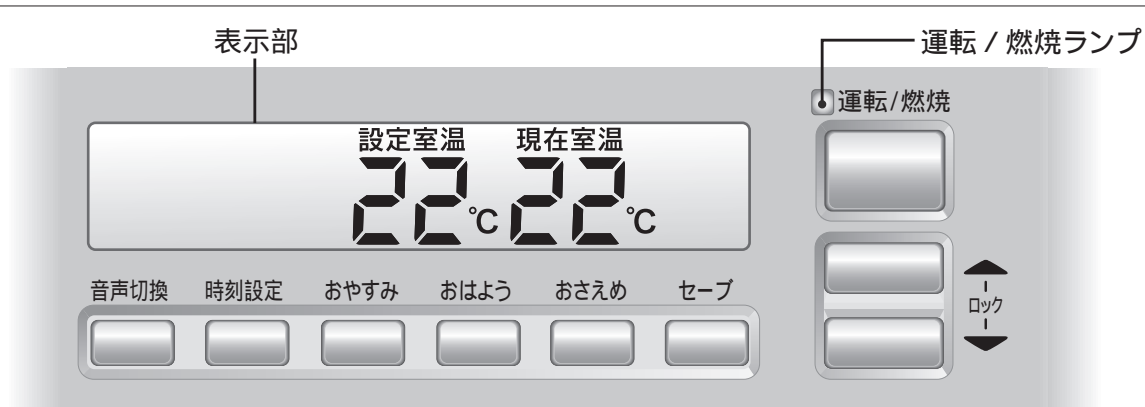 表示部
運転 / 燃焼ランプ
運転/燃焼
設定室温 現在室温
22℃ 22℃
音声切換 時刻設定 おやすみ おはよう おさえめ セーブ
ロック